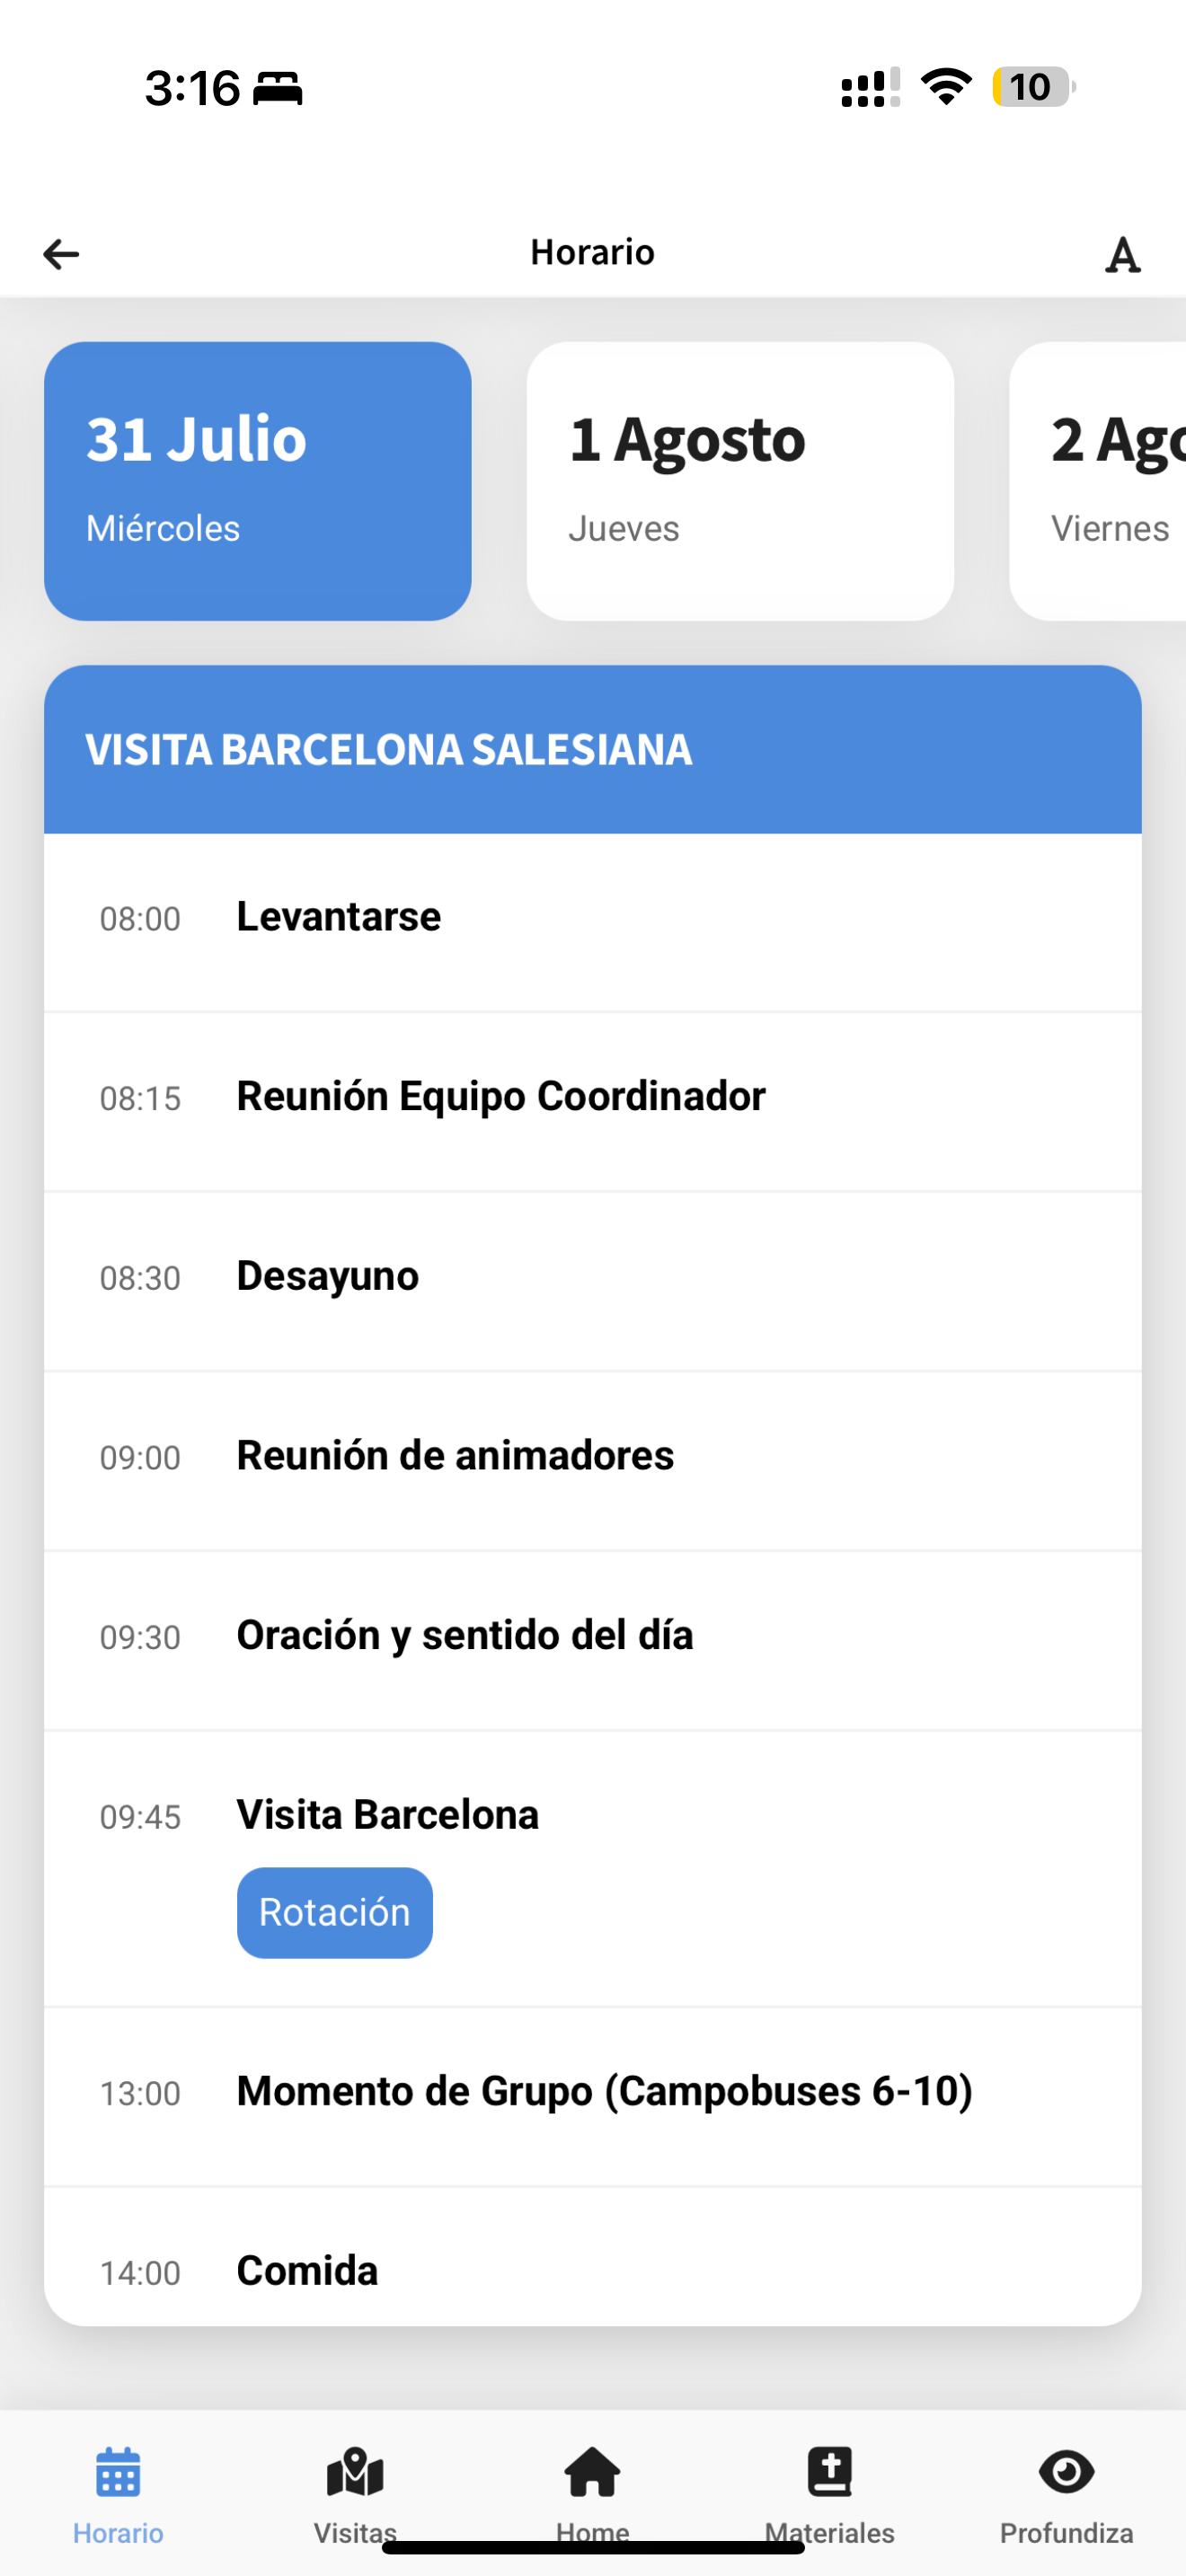 3:16
10
Horario
A
31 Julio
Miércoles
1 Agosto
Jueves
2 Ago
Viernes
VISITA BARCELONA SALESIANA
08:00 Levantarse
08:15 Reunión Equipo Coordinador
08:30 Desayuno
09:00 Reunión de animadores
09:30 Oración y sentido del día
09:45 Visita Barcelona
Rotación
13:00 Momento de Grupo (Campobuses 6-10)
14:00 Comida
Horario Visitas Home Materiales Profundiza